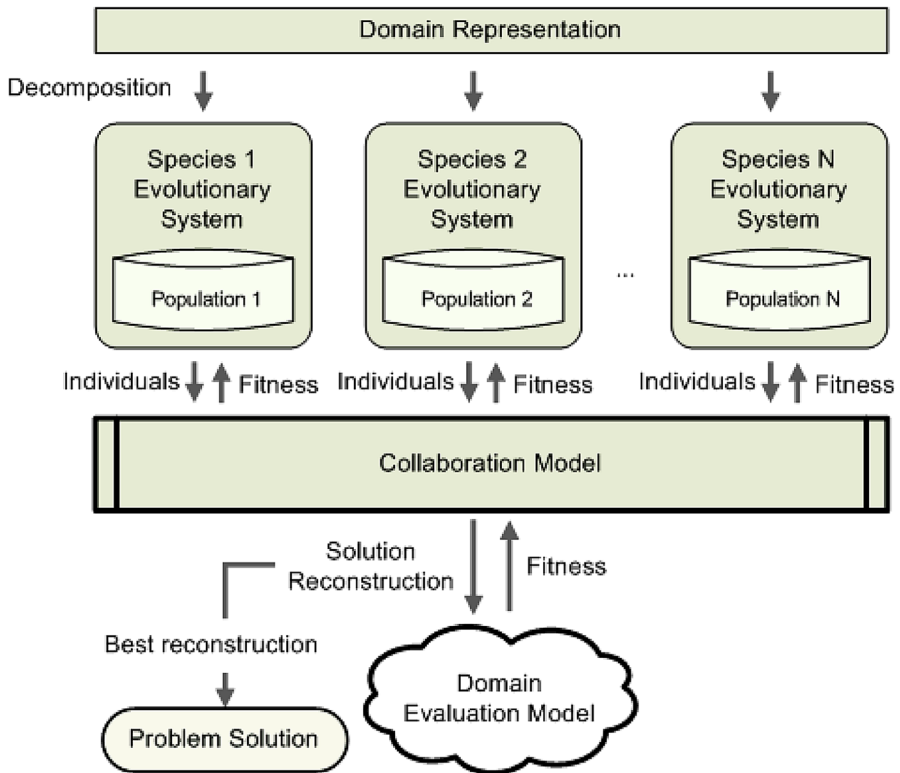 Domain Representation
Decomposition
Species 1
Evolutionary
System
Population 1
Species 2
Evolutionary
System
Population 2
...
Species N
Evolutionary
System
Population N
Individuals
Fitness
Individuals
Fitness
Individuals
Fitness
Collaboration Model
Solution
Reconstruction
Fitness
Best reconstruction
Domain
Evaluation Model
Problem Solution